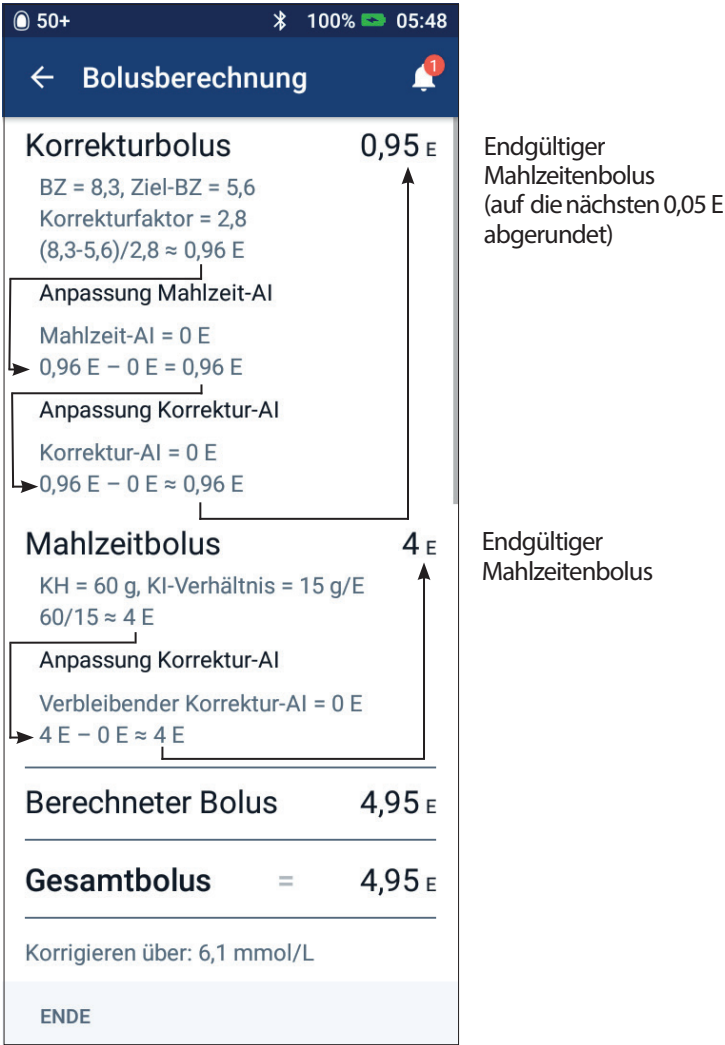 50+ 100% 05:48
Bolusberechnung 1
Korrekturbolus 0,95 E
BZ = 8,3, Ziel-BZ = 5,6
Korrekturfaktor = 2,8
(8,3-5,6)/2,8 ≈ 0,96 E
Anpassung Mahlzeit-AI
Mahlzeit-AI = 0 E
0,96 E – 0 E = 0,96 E
Anpassung Korrektur-AI
Korrektur-AI = 0 E
0,96 E – 0 E ≈ 0,96 E
Endgültiger
Mahlzeitenbolus
(auf die nächsten 0,05 E
abgerundet)
Mahlzeitbolus 4 E
KH = 60 g, KI-Verhältnis = 15 g/E
60/15 ≈ 4 E
Anpassung Korrektur-AI
Verbleibender Korrektur-AI = 0 E
4 E – 0 E ≈ 4 E
Endgültiger
Mahlzeitenbolus
Berechneter Bolus 4,95 E
Gesamtbolus = 4,95 E
Korrigieren über: 6,1 mmol/L
ENDE